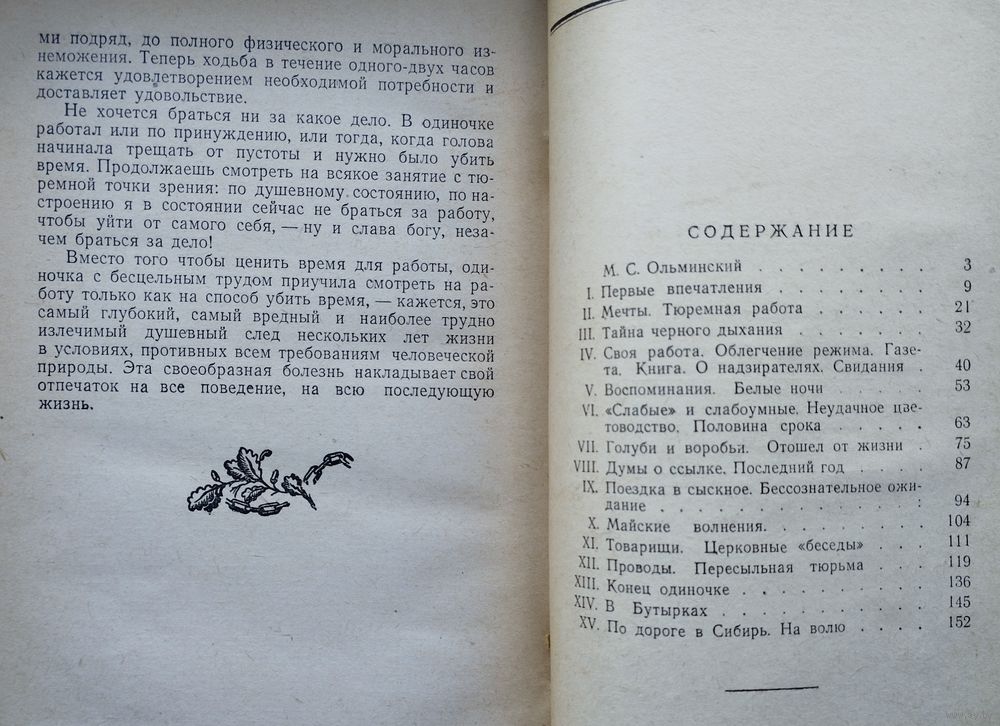 ми подряд, до полного физического и морального из-
неможения. Теперь ходьба в течение одного-двух часов
кажется удовлетворением необходимой потребности и
доставляет удовольствие.
Не хочется браться ни за какое дело. В одиночке
работал или по принуждению, или тогда, когда голова
начинала трещать от пустоты и нужно было убить
время. Продолжаешь смотреть на всякое занятие с тю-
ремной точки зрения: по душевному состоянию, по на-
строению я в состоянии сейчас не браться за работу,
чтобы уйти от самого себя, — ну и слава богу, неза-
чем браться за дело!
Вместо того чтобы ценить время для работы, оди-
ночка с бесцельным трудом приучила смотреть на ра-
боту только как на способ убить время, — кажется, это
самый глубокий, самый вредный и наиболее трудно
излечимый душевный след нескольких лет жизни
в условиях, противных всем требованиям человеческой
природы. Эта своеобразная болезнь накладывает свой
отпечаток на все поведение, на всю последующую
жизнь.
СОДЕРЖАНИЕ
М. С. Ольминский . . . . . . . . 3
I. Первые впечатления . . . . . . . 9
II. Мечты. Тюремная работа . . . . . 21
III. Тайна черного дыхания . . . . . . 32
IV. Своя работа. Облегчение режима. Газе-
та. Книга. О надзирателях. Свидания . 40
V. Воспоминания. Белые ночи . . . . 53
VI. «Слабые» и слабоумные. Неудачное цве-
товодство. Половина срока . . . . . 63
VII. Голуби и воробьи. Отошел от жизни . 75
VIII. Думы о ссылке. Последний год . . . . 87
IX. Поездка в сыскное. Бессознательное ожи-
дание . . . . . . . . . . . . 94
X. Майские волнения. . . . . . . . 104
XI. Товарищи. Церковные «беседы» . . . 111
XII. Проводы. Пересыльная тюрьма . . . 119
XIII. Конец одиночке . . . . . . . . . 136
XIV. В Бутырках . . . . . . . . . . 145
XV. По дороге в Сибирь. На волю . . . . 152